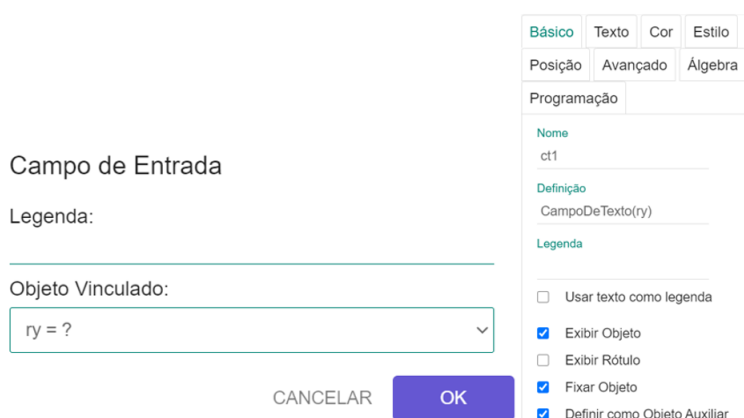 Campo de Entrada
Legenda:
Objeto Vinculado:
ry = ?
CANCELAR OK
Básico Texto Cor Estilo
Posição Avançado Álgebra
Programação
Nome
ct1
Definição
CampoDeTexto(ry)
Legenda
Usar texto como legenda
Exibir Objeto
Exibir Rótulo
Fixar Objeto
Definir como Objeto Auxiliar